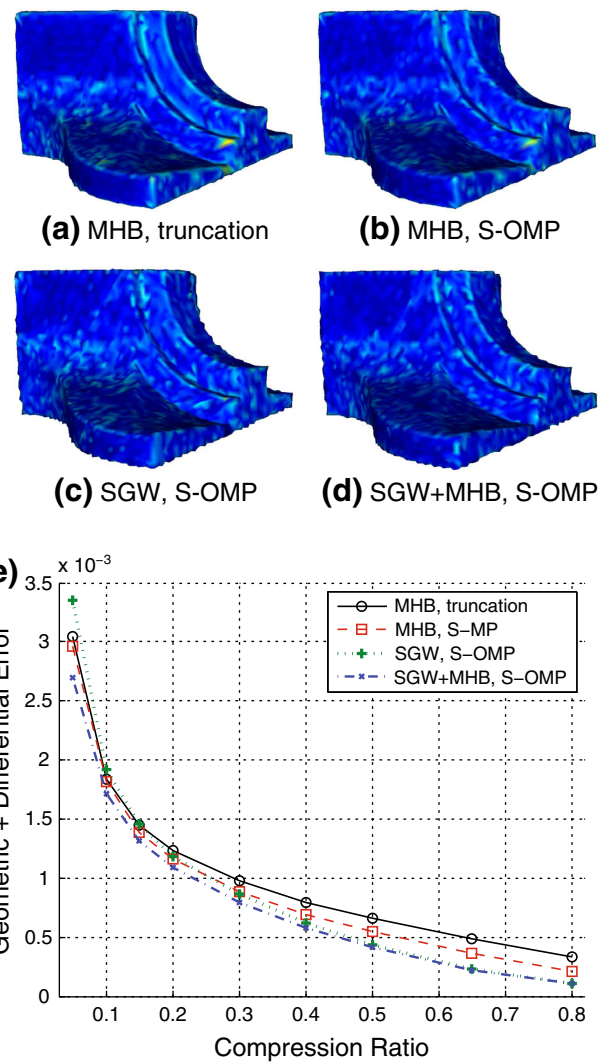 (a) MHB, truncation
(b) MHB, S-OMP
(c) SGW, S-OMP
(d) SGW+MHB, S-OMP
e)
x 10⁻³
3.5
3
2.5
2
1.5
1
0.5
0
Geometric + Differential Error
MHB, truncation
MHB, S−MP
SGW, S−OMP
SGW+MHB, S−OMP
0.1 0.2 0.3 0.4 0.5 0.6 0.7 0.8
Compression Ratio